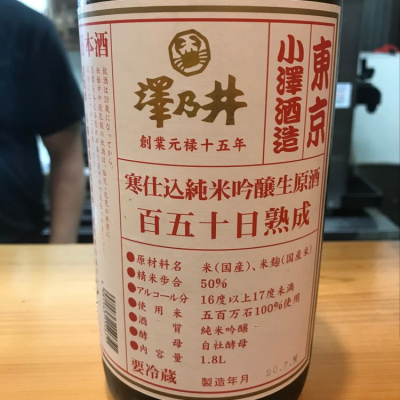 東京
小澤酒造
澤乃井
創業元禄十五年
本酒
寒仕込純米吟醸生原酒
百五十日熟成
●原材料名 米(国産)、米麹(国産米)
●精米歩合 50%
●アルコール分 16度以上17度未満
●使用米 五百万石100%使用
●酒質 純米吟醸
●酵母 自社酵母
●内容量 1.8L
要冷蔵
製造年月